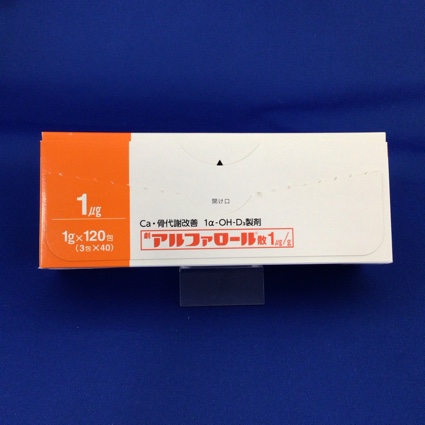 ▲
開け口
1μg
1g×120包
(3包×40)
Ca・骨代謝改善 1α-OH-D₃製剤
劇 アルファロール®散1μg/g